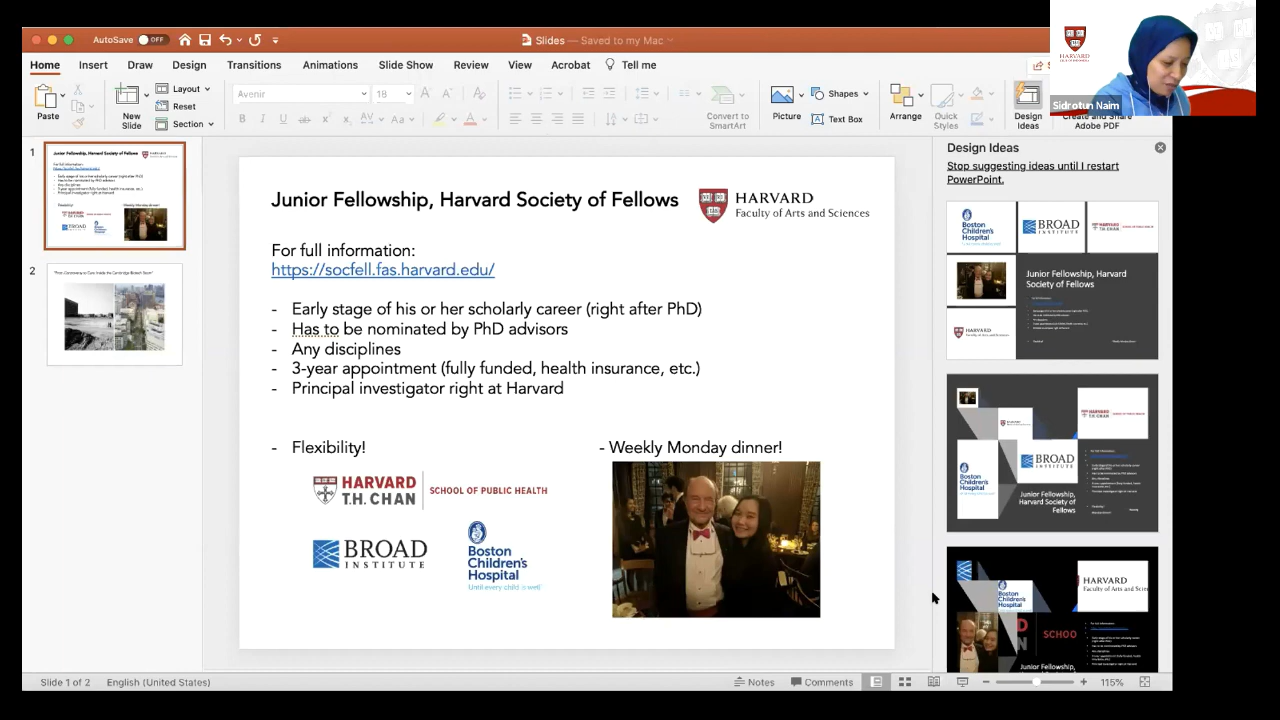 AutoSave OFF
Slides — Saved to my Mac
Home Insert Draw Design Transitions Animation Slide Show Review View Acrobat Tell me
Paste
New Slide
Layout
Reset
Section
Avenir 18
Convert to SmartArt
Picture
Shapes
Text Box
Arrange
Quick Styles
Design Ideas
Create and Share Adobe PDF
Sidrotun Naim
1
2
Junior Fellowship, Harvard Society of Fellows
HARVARD
Faculty of Arts and Sciences
For full information:
https://socfell.fas.harvard.edu/
- Early stage of his or her scholarly career (right after PhD)
- Has to be nominated by PhD advisors
- Any disciplines
- 3-year appointment (fully funded, health insurance, etc.)
- Principal investigator right at Harvard
- Flexibility!
- Weekly Monday dinner!
HARVARD
T.H. CHAN
SCHOOL OF PUBLIC HEALTH
BROAD
INSTITUTE
Boston
Children's
Hospital
Until every child is well
Design Ideas
Stop suggesting ideas until I restart
PowerPoint.
Boston Children's Hospital
BROAD INSTITUTE
Junior Fellowship, Harvard
Society of Fellows
HARVARD
BROAD INSTITUTE
Boston Children's Hospital
Junior Fellowship,
Harvard Society of
Fellows
Boston Children's Hospital
HARVARD
Faculty of Arts and Scien
SCHOO
Junior Fellowship,
Slide 1 of 2
English (United States)
Notes
Comments
115%